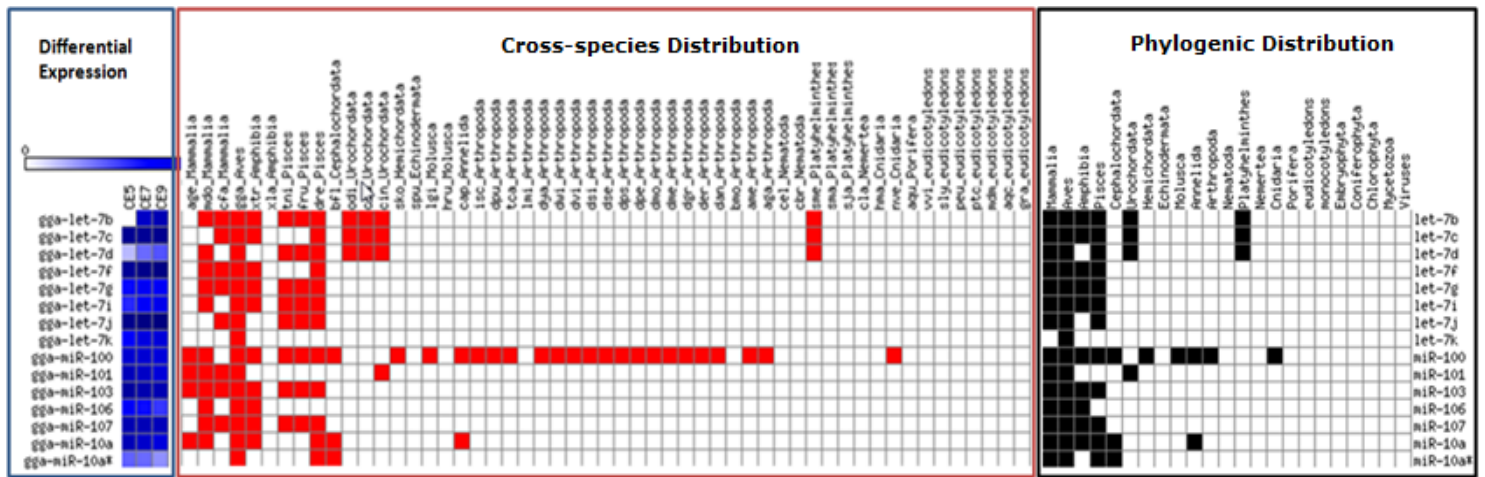 Differential
Expression
0
CE5
CE7
CE9
Cross-species Distribution
age_Mammalia
mdo_Mammalia
cfa_Mammalia
gga_Aves
xtr_Amphibia
xla_Amphibia
tni_Pisces
fru_Pisces
dre_Pisces
bfl_Cephalochordata
odi_Urochordata
Urochordata
cin_Urochordata
sko_Hemichordata
spu_Echinodermata
lgi_Molusca
hru_Molusca
cap_Annelida
isc_Arthropoda
dpu_Arthropoda
tca_Arthropoda
lmi_Arthropoda
dya_Arthropoda
dwi_Arthropoda
dvi_Arthropoda
dsi_Arthropoda
dse_Arthropoda
dps_Arthropoda
dpe_Arthropoda
dmo_Arthropoda
dme_Arthropoda
dgr_Arthropoda
der_Arthropoda
dan_Arthropoda
bmo_Arthropoda
ame_Arthropoda
aga_Arthropoda
cel_Nematoda
cbr_Nematoda
sme_Platyhelminthes
sma_Platyhelminthes
sja_Platyhelminthes
cla_Nemertea
hma_Cnidaria
nve_Cnidaria
aqu_Porifera
vvi_eudicotyledons
sly_eudicotyledons
peu_eudicotyledons
ptc_eudicotyledons
mdm_eudicotyledons
aqc_eudicotyledons
gra_eudicotyledons
Phylogenic Distribution
Mammalia
Aves
Amphibia
Pisces
Cephlochordata
Urochordata
Hemichordata
Echinodermata
Molusca
Annelida
Arthropoda
Nematoda
Platyhelminthes
Nemertea
Cnidaria
Porifera
eudicotyledons
monocotyledons
Embryophyta
Coniferophyta
Chlorophyta
Mycetozoa
Viruses
gga-let-7b let-7b
gga-let-7c let-7c
gga-let-7d let-7d
gga-let-7f let-7f
gga-let-7g let-7g
gga-let-7i let-7i
gga-let-7j let-7j
gga-let-7k let-7k
gga-miR-100 miR-100
gga-miR-101 miR-101
gga-miR-103 miR-103
gga-miR-106 miR-106
gga-miR-107 miR-107
gga-miR-10a miR-10a
gga-miR-10a* miR-10a*